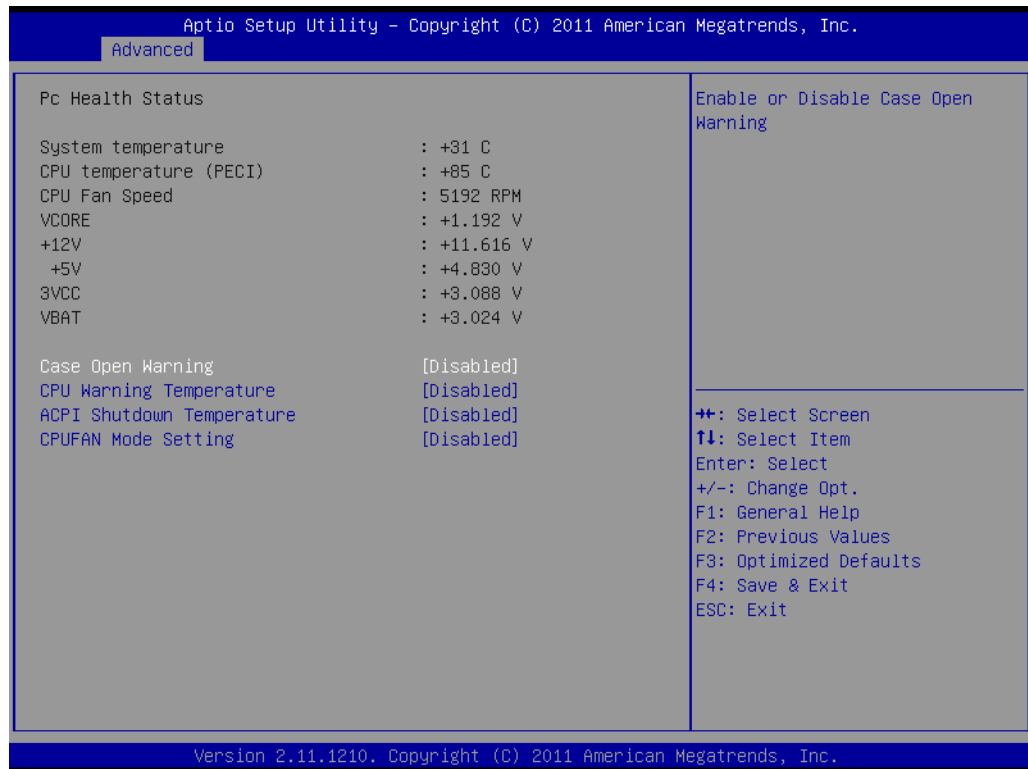 Aptio Setup Utility – Copyright (C) 2011 American Megatrends, Inc.
Advanced
Pc Health Status
System temperature : +31 C
CPU temperature (PECI) : +85 C
CPU Fan Speed : 5192 RPM
VCORE : +1.192 V
+12V : +11.616 V
+5V : +4.830 V
3VCC : +3.088 V
VBAT : +3.024 V
Case Open Warning [Disabled]
CPU Warning Temperature [Disabled]
ACPI Shutdown Temperature [Disabled]
CPUFAN Mode Setting [Disabled]
Enable or Disable Case Open
Warning
→←: Select Screen
↑↓: Select Item
Enter: Select
+/-: Change Opt.
F1: General Help
F2: Previous Values
F3: Optimized Defaults
F4: Save & Exit
ESC: Exit
Version 2.11.1210. Copyright (C) 2011 American Megatrends, Inc.